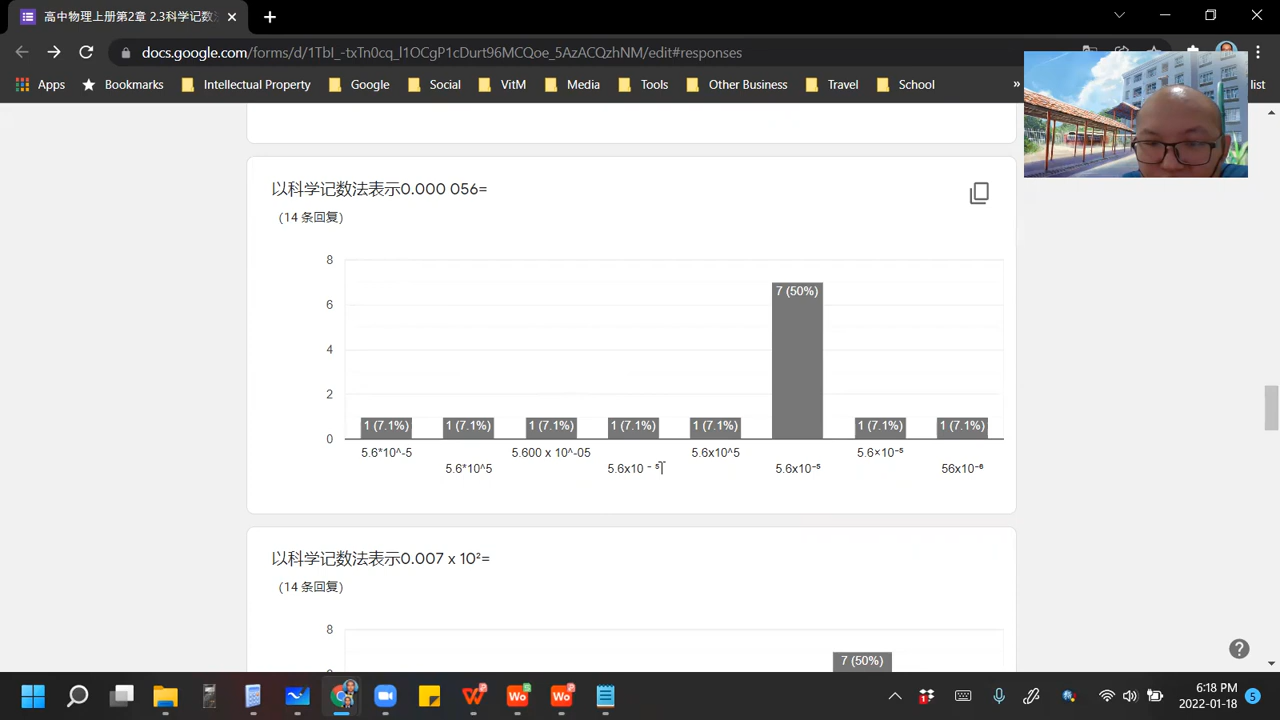 高中物理上册第2章 2.3科学记数
docs.google.com/forms/d/1Tbl_-txTn0cq_l1OCqP1cDurt96MCQoe_5AzACQzhNM/edit#responses
Apps Bookmarks Intellectual Property Google Social ViTM Media Tools Other Business Travel School » list
以科学记数法表示0.000 056=
(14 条回复)
8
7 (50%)
6
4
2
1 (7.1%) 1 (7.1%) 1 (7.1%) 1 (7.1%) 1 (7.1%) 1 (7.1%) 1 (7.1%)
0
5.6*10^-5 5.600 x 10^-05 5.6x10^5 5.6×10⁻⁵
5.6*10^5 5.6x10 - ⁵ 5.6x10⁻⁵ 56x10⁻⁶
以科学记数法表示0.007 x 10²=
(14 条回复)
8
7 (50%)
6:18 PM
2022-01-18
5